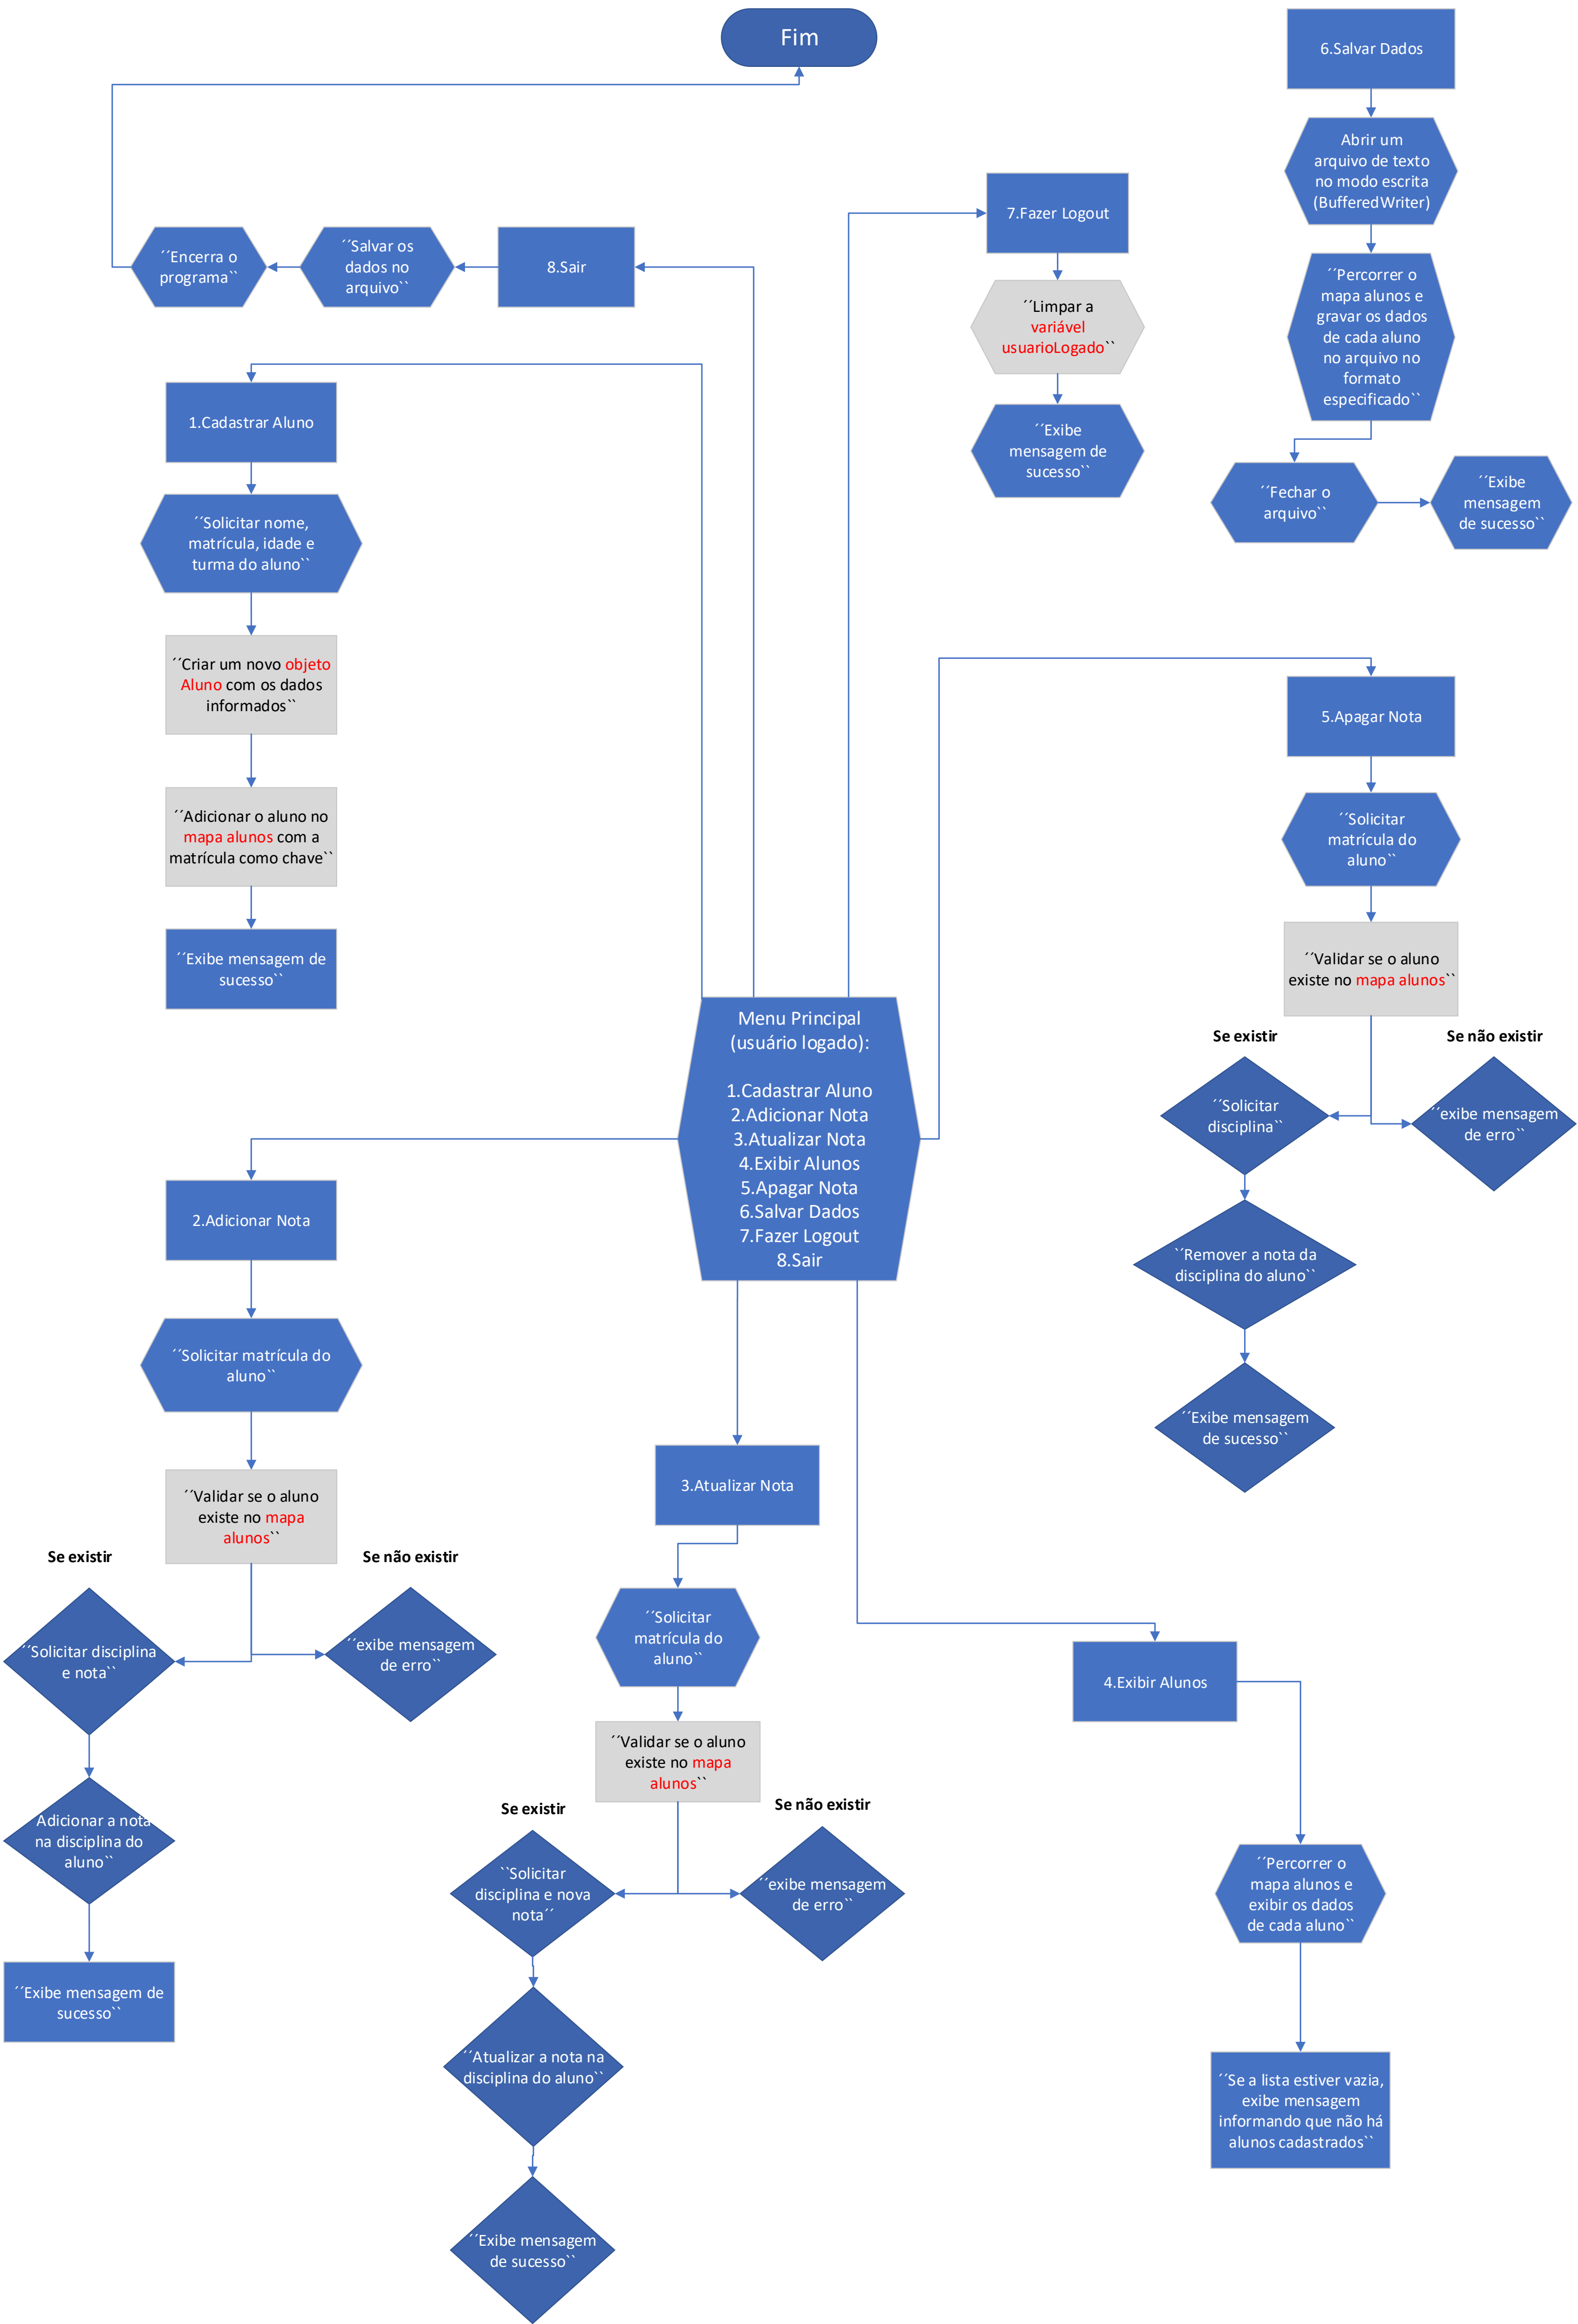 Fim
6.Salvar Dados
Abrir um
arquivo de texto
no modo escrita
(BufferedWriter)
´´Percorrer o
mapa alunos e
gravar os dados
de cada aluno
no arquivo no
formato
especificado``
´´Fechar o
arquivo``
´´Exibe
mensagem
de sucesso``
7.Fazer Logout
´´Limpar a
variável
usuarioLogado``
´´Exibe
mensagem de
sucesso``
8.Sair
´´Salvar os
dados no
arquivo``
´´Encerra o
programa``
1.Cadastrar Aluno
´´Solicitar nome,
matrícula, idade e
turma do aluno``
´´Criar um novo objeto
Aluno com os dados
informados``
´´Adicionar o aluno no
mapa alunos com a
matrícula como chave``
´´Exibe mensagem de
sucesso``
5.Apagar Nota
´´Solicitar
matrícula do
aluno``
´´Validar se o aluno
existe no mapa alunos``
Se existir
Se não existir
´´Solicitar
disciplina``
´´exibe mensagem
de erro``
``Remover a nota da
disciplina do aluno``
´´Exibe mensagem
de sucesso``
Menu Principal
(usuário logado):
1.Cadastrar Aluno
2.Adicionar Nota
3.Atualizar Nota
4.Exibir Alunos
5.Apagar Nota
6.Salvar Dados
7.Fazer Logout
8.Sair
2.Adicionar Nota
´´Solicitar matrícula do
aluno``
´´Validar se o aluno
existe no mapa
alunos``
Se existir
Se não existir
´´Solicitar disciplina
e nota``
´´exibe mensagem
de erro``
Adicionar a nota
na disciplina do
aluno``
´´Exibe mensagem de
sucesso``
3.Atualizar Nota
´´Solicitar
matrícula do
aluno``
´´Validar se o aluno
existe no mapa
alunos``
Se existir
Se não existir
``Solicitar
disciplina e nova
nota´´
´´exibe mensagem
de erro``
´´Atualizar a nota na
disciplina do aluno``
´´Exibe mensagem
de sucesso``
4.Exibir Alunos
´´Percorrer o
mapa alunos e
exibir os dados
de cada aluno``
´´Se a lista estiver vazia,
exibe mensagem
informando que não há
alunos cadastrados``